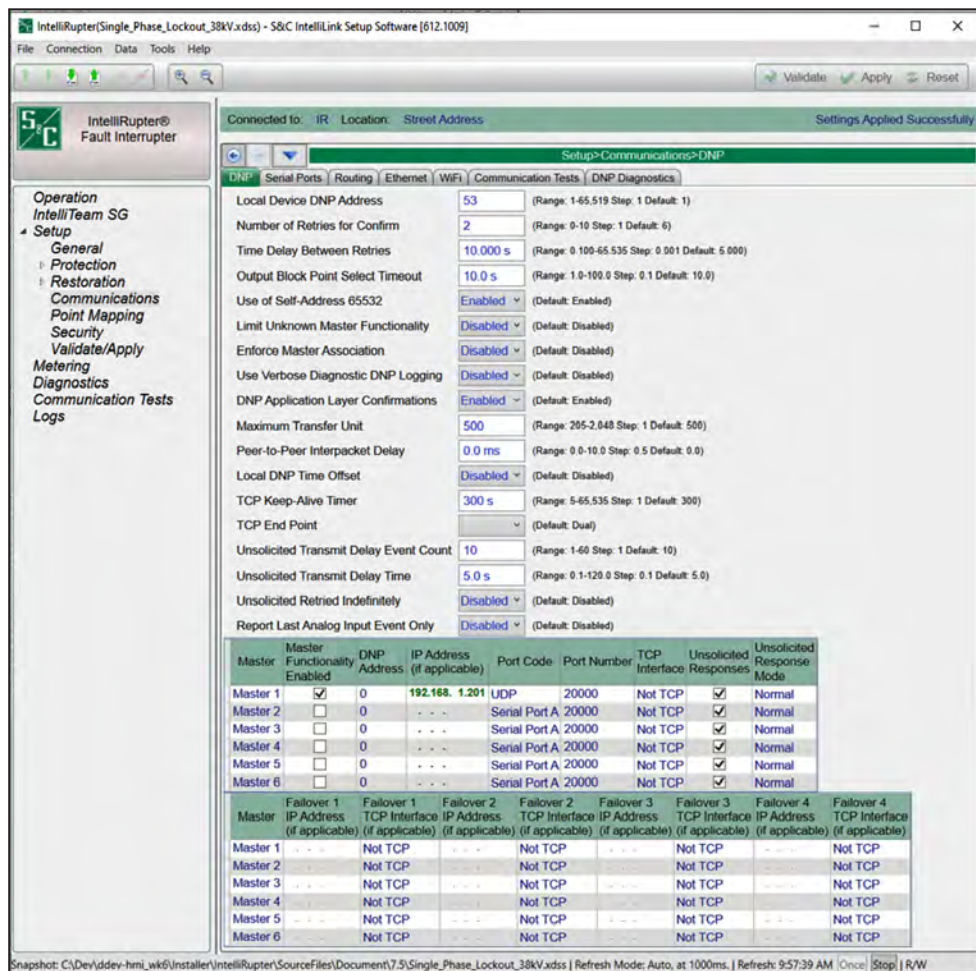 IntelliRupter(Single_Phase_Lockout_38kV.xdss) - S&C IntelliLink Setup Software [612.1009]
File Connection Data Tools Help
Validate Apply Reset
S&C
IntelliRupter®
Fault Interrupter
Connected to: IR Location: Street Address Settings Applied Successfully
Setup>Communications>DNP
DNP Serial Ports Routing Ethernet WiFi Communication Tests DNP Diagnostics
Operation
IntelliTeam SG
Setup
General
Protection
Restoration
Communications
Point Mapping
Security
Validate/Apply
Metering
Diagnostics
Communication Tests
Logs
Local Device DNP Address 53 (Range: 1-65,519 Step: 1 Default: 1)
Number of Retries for Confirm 2 (Range: 0-10 Step: 1 Default: 6)
Time Delay Between Retries 10.000 s (Range: 0.100-65.535 Step: 0.001 Default: 5.000)
Output Block Point Select Timeout 10.0 s (Range: 1.0-100.0 Step: 0.1 Default: 10.0)
Use of Self-Address 65532 Enabled (Default: Enabled)
Limit Unknown Master Functionality Disabled (Default: Disabled)
Enforce Master Association Disabled (Default: Disabled)
Use Verbose Diagnostic DNP Logging Disabled (Default: Disabled)
DNP Application Layer Confirmations Enabled (Default: Enabled)
Maximum Transfer Unit 500 (Range: 205-2,048 Step: 1 Default: 500)
Peer-to-Peer Interpacket Delay 0.0 ms (Range: 0.0-10.0 Step: 0.5 Default: 0.0)
Local DNP Time Offset Disabled (Default: Disabled)
TCP Keep-Alive Timer 300 s (Range: 5-65,535 Step: 1 Default: 300)
TCP End Point (Default: Dual)
Unsolicited Transmit Delay Event Count 10 (Range: 1-60 Step: 1 Default: 10)
Unsolicited Transmit Delay Time 5.0 s (Range: 0.1-120.0 Step: 0.1 Default: 5.0)
Unsolicited Retried Indefinitely Disabled (Default: Disabled)
Report Last Analog Input Event Only Disabled (Default: Disabled)
Master Master Functionality Enabled DNP Address IP Address (if applicable) Port Code Port Number TCP Interface Unsolicited Responses Unsolicited Response Mode
Master 1 0 192.168. 1.201 UDP 20000 Not TCP Normal
Master 2 0 . . . Serial Port A 20000 Not TCP Normal
Master 3 0 . . . Serial Port A 20000 Not TCP Normal
Master 4 0 . . . Serial Port A 20000 Not TCP Normal
Master 5 0 . . . Serial Port A 20000 Not TCP Normal
Master 6 0 . . . Serial Port A 20000 Not TCP Normal
Master Failover 1 IP Address (if applicable) Failover 1 TCP Interface (if applicable) Failover 2 IP Address (if applicable) Failover 2 TCP Interface (if applicable) Failover 3 IP Address (if applicable) Failover 3 TCP Interface (if applicable) Failover 4 IP Address (if applicable) Failover 4 TCP Interface (if applicable)
Master 1 . . . Not TCP . . . Not TCP . . . Not TCP . . . Not TCP
Master 2 . . . Not TCP . . . Not TCP . . . Not TCP . . . Not TCP
Master 3 . . . Not TCP . . . Not TCP . . . Not TCP . . . Not TCP
Master 4 . . . Not TCP . . . Not TCP . . . Not TCP . . . Not TCP
Master 5 . . . Not TCP . . . Not TCP . . . Not TCP . . . Not TCP
Master 6 . . . Not TCP . . . Not TCP . . . Not TCP . . . Not TCP
Snapshot: C:\Dev\ddev-hmi_wk6\Installer\IntelliRupter\SourceFiles\Document\7.5\Single_Phase_Lockout_38kV.xdss | Refresh Mode: Auto, at 1000ms. | Refresh: 9:57:39 AM Once Stop | R/W